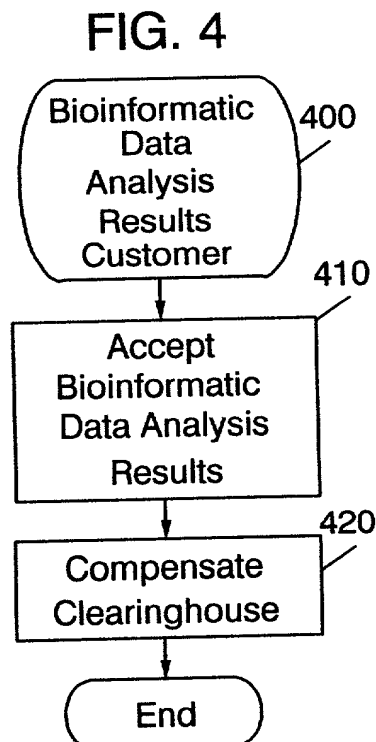 FIG. 4
Bioinformatic
Data
Analysis
Results
Customer
400
Accept
Bioinformatic
Data Analysis
Results
410
Compensate
Clearinghouse
420
End